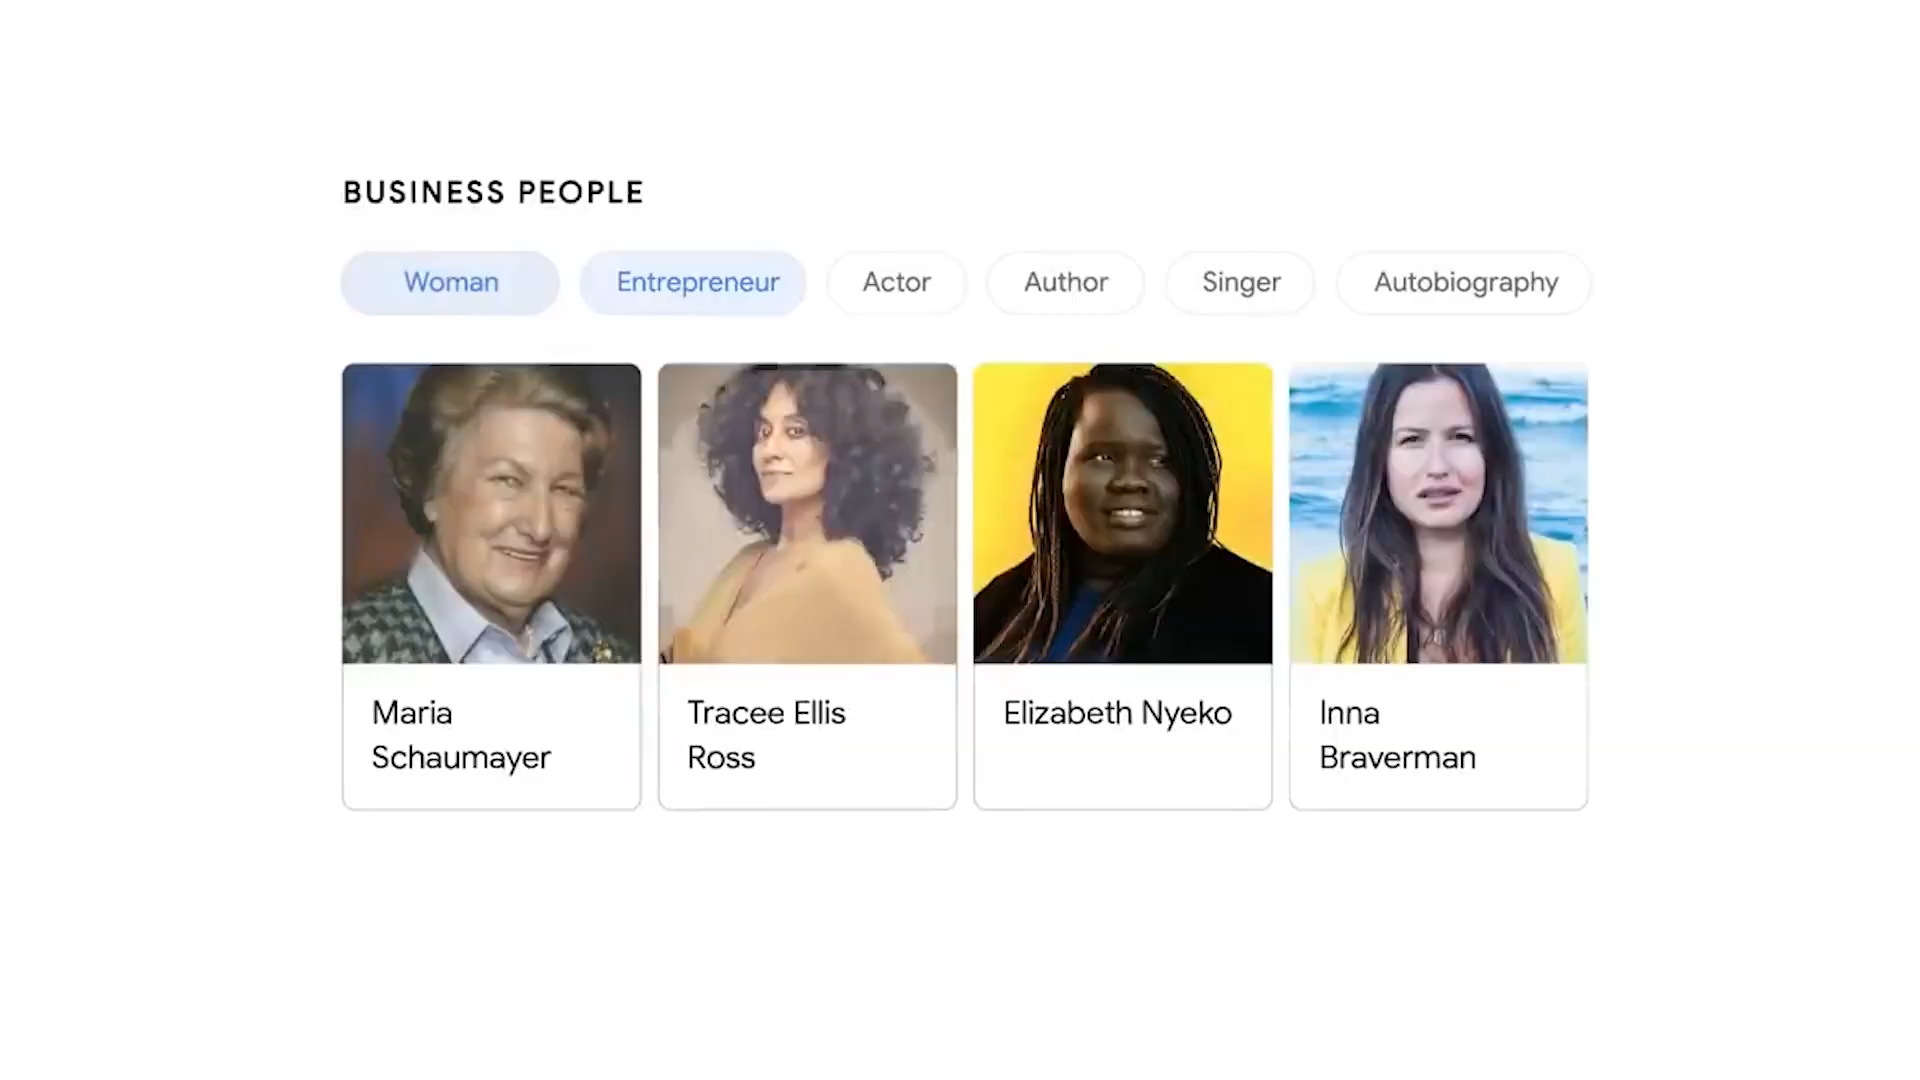 BUSINESS PEOPLE
Woman Entrepreneur Actor Author Singer Autobiography
Maria
Schaumayer
Tracee Ellis
Ross
Elizabeth Nyeko
Inna
Braverman